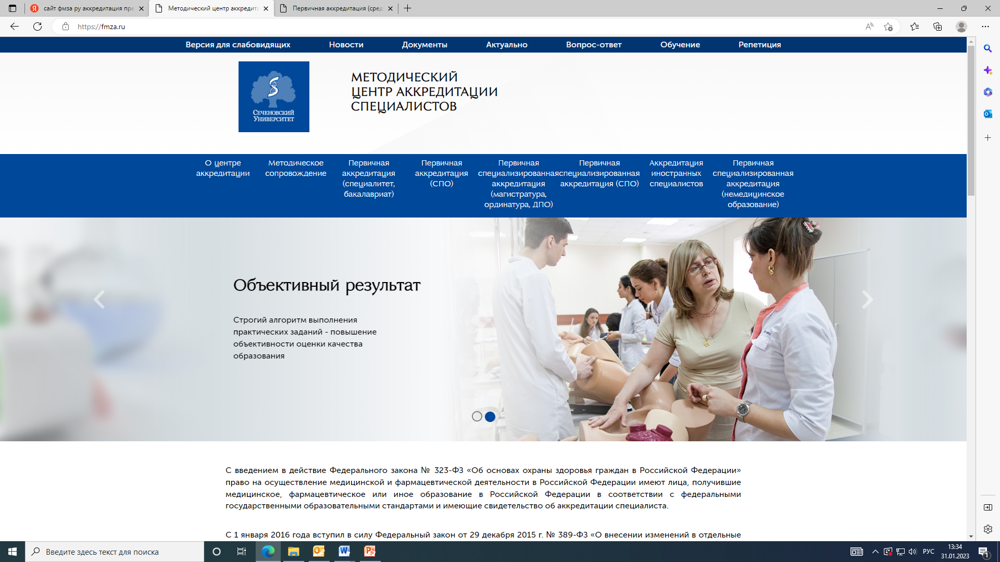 сайт фмза ру аккредитация пре
Методический центр аккредита
Первичная аккредитация (сред
https://fmza.ru
Версия для слабовидящих
Новости
Документы
Актуально
Вопрос-ответ
Обучение
Репетиция
Сеченовский
Университет
МЕТОДИЧЕСКИЙ
ЦЕНТР АККРЕДИТАЦИИ
СПЕЦИАЛИСТОВ
О центре
аккредитации
Методическое
сопровождение
Первичная
аккредитация
(специалитет,
бакалавриат)
Первичная
аккредитация
(СПО)
Первичная
специализированная
аккредитация
(магистратура,
ординатура, ДПО)
Первичная
специализированная
аккредитация (СПО)
Аккредитация
иностранных
специалистов
Первичная
специализированная
аккредитация
(немедицинское
образование)
Объективный результат
Строгий алгоритм выполнения
практических заданий - повышение
объективности оценки качества
образования
С введением в действие Федерального закона № 323-ФЗ «Об основах охраны здоровья граждан в Российской Федерации»
право на осуществление медицинской и фармацевтической деятельности в Российской Федерации имеют лица, получившие
медицинское, фармацевтическое или иное образование в Российской Федерации в соответствии с федеральными
государственными образовательными стандартами и имеющие свидетельство об аккредитации специалиста.
С 1 января 2016 года вступил в силу Федеральный закон от 29 декабря 2015 г. № 389-ФЗ «О внесении изменений в отдельные
Введите здесь текст для поиска
РУС
13:34
31.01.2023
1